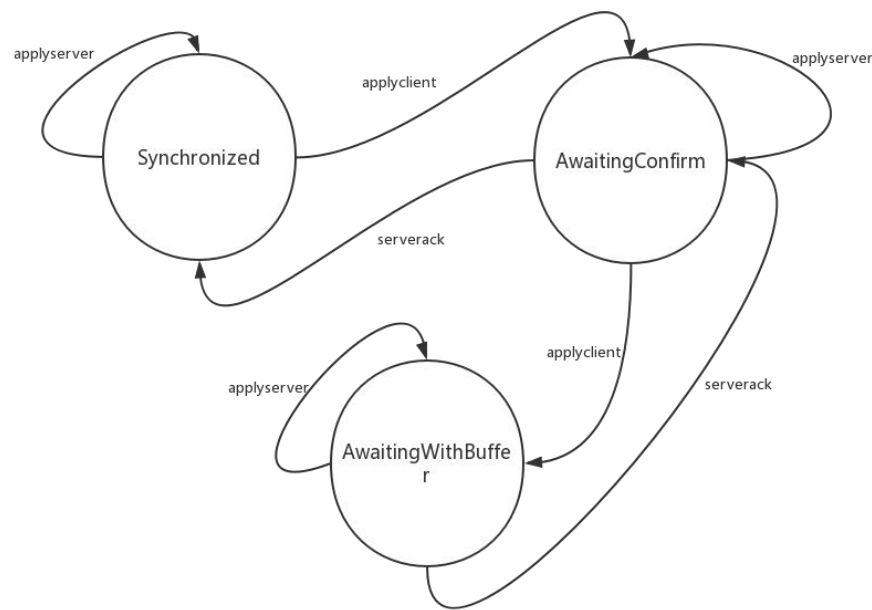 applyserver
applyclient
applyserver
Synchronized
AwaitingConfirm
serverack
applyclient
applyserver
serverack
AwaitingWithBuffe
r